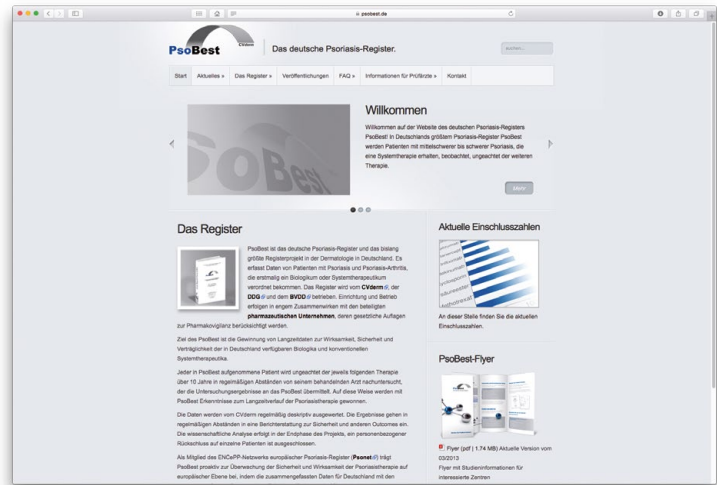 psobest.de
PsoBest
CVderm
Das deutsche Psoriasis-Register.
suchen...
Start
Aktuelles »
Das Register »
Veröffentlichungen
FAQ »
Informationen für Prüfärzte »
Kontakt
PsoBest
Willkommen
Willkommen auf der Website des deutschen Psoriasis-Registers
PsoBest! In Deutschlands größtem Psoriasis-Register PsoBest
werden Patienten mit mittelschwerer bis schwerer Psoriasis, die
eine Systemtherapie erhalten, beobachtet, ungeachtet der weiteren
Therapie.
Mehr
Das Register
PsoBest ist das deutsche Psoriasis-Register und das bislang
größte Registerprojekt in der Dermatologie in Deutschland. Es
erfasst Daten von Patienten mit Psoriasis und Psoriasis-Arthritis,
die erstmalig ein Biologikum oder Systemtherapeutikum
verordnet bekommen. Das Register wird vom CVderm, der
DDG und dem BVDD betrieben. Einrichtung und Betrieb
erfolgen in engem Zusammenwirken mit den beteiligten
pharmazeutischen Unternehmen, deren gesetzliche Auflagen
zur Pharmakovigilanz berücksichtigt werden.
Ziel des PsoBest ist die Gewinnung von Langzeitdaten zur Wirksamkeit, Sicherheit und
Verträglichkeit der in Deutschland verfügbaren Biologika und konventionellen
Systemtherapeutika.
Jeder in PsoBest aufgenommene Patient wird ungeachtet der jeweils folgenden Therapie
über 10 Jahre in regelmäßigen Abständen von seinem behandelnden Arzt nachuntersucht,
der die Untersuchungsergebnisse an das PsoBest übermittelt. Auf diese Weise werden mit
PsoBest Erkenntnisse zum Langzeitverlauf der Psoriasistherapie gewonnen.
Die Daten werden vom CVderm regelmäßig deskriptiv ausgewertet. Die Ergebnisse gehen in
regelmäßigen Abständen in eine Berichterstattung zur Sicherheit und anderen Outcomes ein.
Die wissenschaftliche Analyse erfolgt in der Endphase des Projekts, ein personenbezogener
Rückschluss auf einzelne Patienten ist ausgeschlossen.
Als Mitglied des ENCePP-Netzwerks europäischer Psoriasis-Register (Psonet) trägt
PsoBest proaktiv zur Überwachung der Sicherheit und Wirksamkeit der Psoriasistherapie auf
europäischer Ebene bei, indem die zusammengefassten Daten für Deutschland mit den
Aktuelle Einschlusszahlen
An dieser Stelle finden Sie die aktuellen
Einschlusszahlen.
PsoBest-Flyer
Flyer (pdf | 1.74 MB) Aktuelle Version vom
03/2013
Flyer mit Studieninformationen für
interessierte Zentren